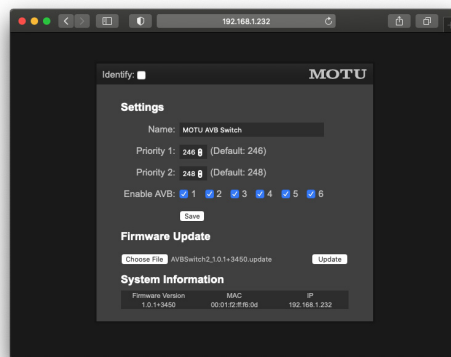 192.168.1.232
Identify:
MOTU
Settings
Name: MOTU AVB Switch
Priority 1: 246 (Default: 246)
Priority 2: 248 (Default: 248)
Enable AVB: 1 2 3 4 5 6
Save
Firmware Update
Choose File AVBSwitch2_1.0.1+3450.update Update
System Information
Firmware Version MAC IP
1.0.1+3450 00:01:f2:ff:f6:0d 192.168.1.232